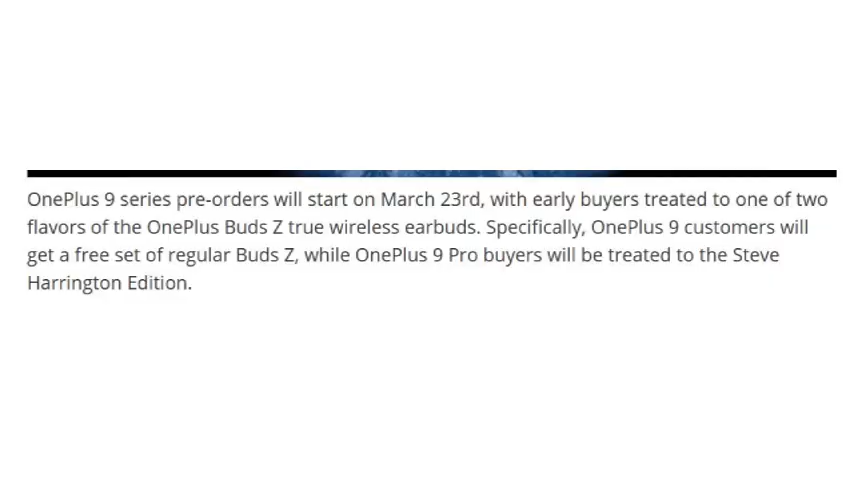 OnePlus 9 series pre-orders will start on March 23rd, with early buyers treated to one of two
flavors of the OnePlus Buds Z true wireless earbuds. Specifically, OnePlus 9 customers will
get a free set of regular Buds Z, while OnePlus 9 Pro buyers will be treated to the Steve
Harrington Edition.